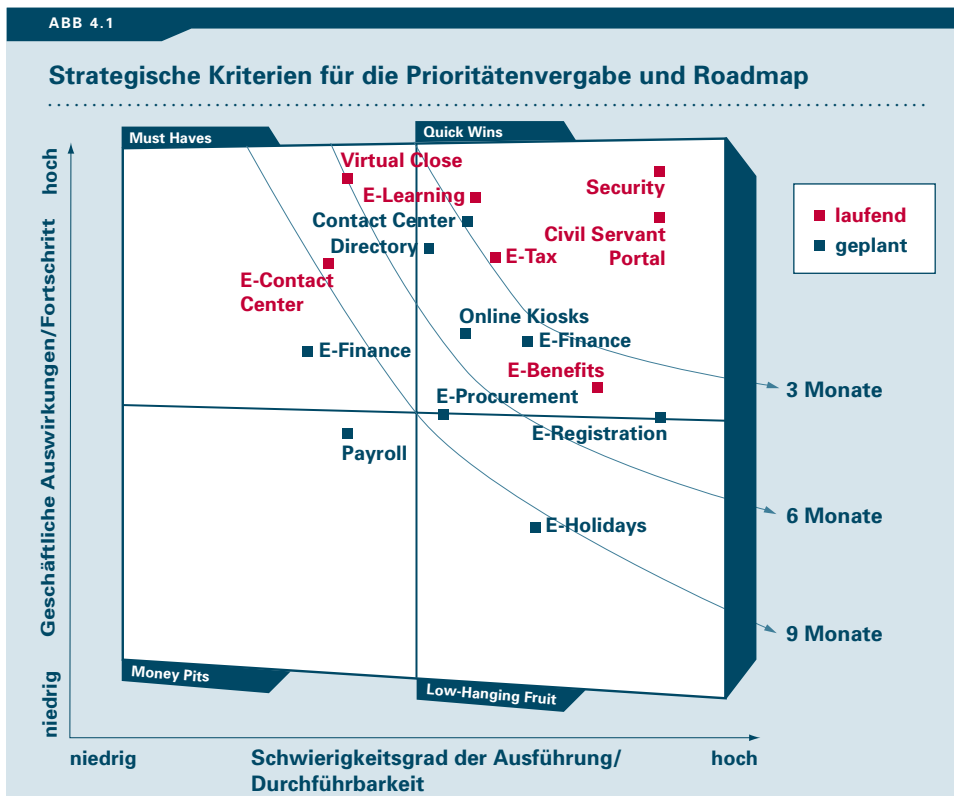 ABB 4.1
Strategische Kriterien für die Prioritätenvergabe und Roadmap
Must Haves
Quick Wins
hoch
Geschäftliche Auswirkungen/Fortschritt
niedrig
Virtual Close
E-Learning
Security
Contact Center
Directory
Civil Servant
Portal
E-Tax
E-Contact
Center
Online Kiosks
E-Finance
E-Finance
E-Benefits
E-Procurement
E-Registration
Payroll
E-Holidays
laufend
geplant
3 Monate
6 Monate
9 Monate
Money Pits
Low-Hanging Fruit
niedrig
Schwierigkeitsgrad der Ausführung/
Durchführbarkeit
hoch